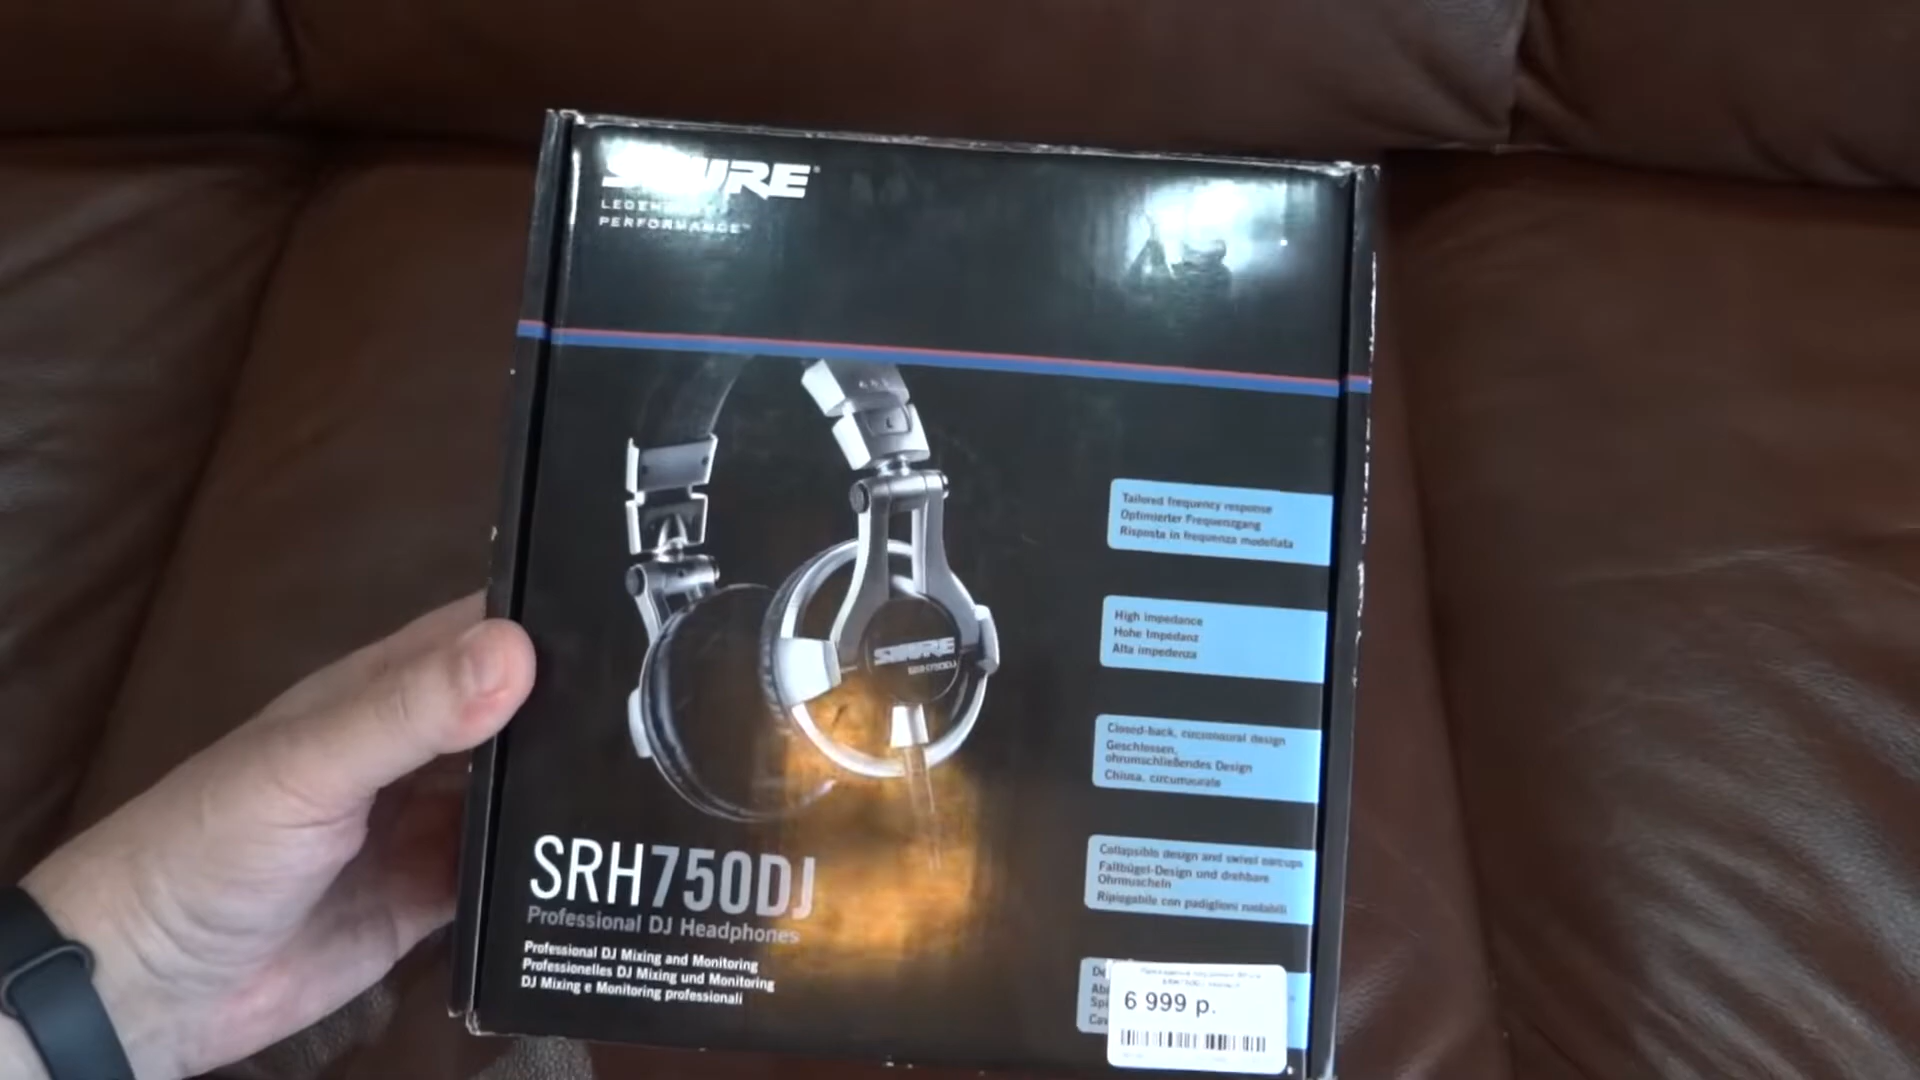 SHURE
LEGENDARY
PERFORMANCE™
SHURE
SRH750DJ
Tailored frequency response
Optimierter Frequenzgang
Risposta in frequenza modellata
High impedance
Hohe Impedanz
Alta impedenza
Closed-back, circumaural design
Geschlossen,
ohrumschließendes Design
Chiusa, circumaurale
Collapsible design and swivel earcups
Faltbügel-Design und drehbare
Ohrmuscheln
Ripiegabile con padiglioni ruotabili
SRH750DJ
Professional DJ Headphones
Professional DJ Mixing and Monitoring
Professionelles DJ Mixing und Monitoring
DJ Mixing e Monitoring professionali
6 999 р.